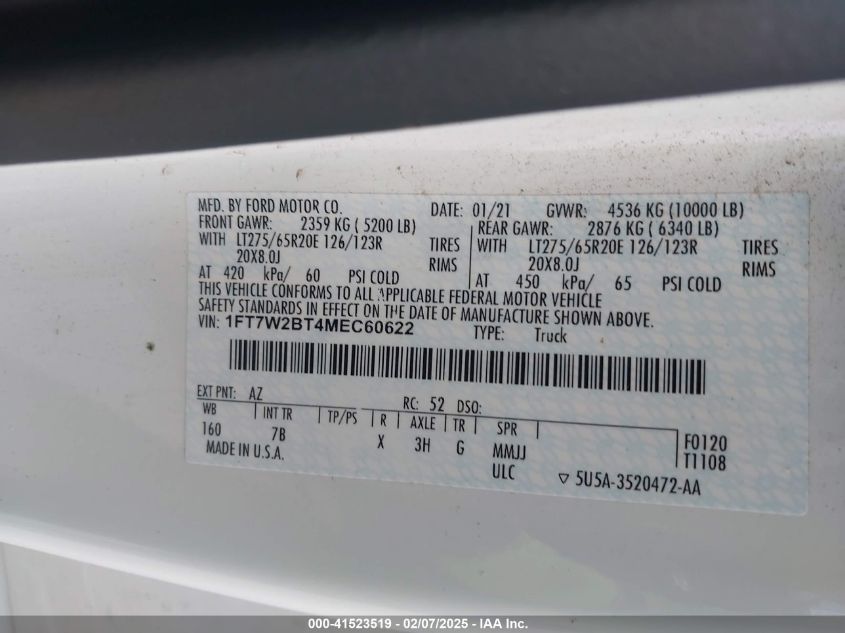 MFD. BY FORD MOTOR CO. DATE: 01/21 GVWR: 4536 KG (10000 LB)
FRONT GAWR: 2359 KG ( 5200 LB) REAR GAWR: 2876 KG ( 6340 LB)
WITH LT275/65R20E 126/123R TIRES WITH LT275/65R20E 126/123R TIRES
20X8.0J RIMS 20X8.0J RIMS
AT 420 kPa/ 60 PSI COLD AT 450 kPa/ 65 PSI COLD
THIS VEHICLE CONFORMS TO ALL APPLICABLE FEDERAL MOTOR VEHICLE
SAFETY STANDARDS IN EFFECT ON THE DATE OF MANUFACTURE SHOWN ABOVE.
VIN: 1FT7W2BT4MEC60622 TYPE: Truck
EXT PNT: AZ RC: 52 DSO:
WB INT TR TP/PS R AXLE TR SPR
160 7B X 3H G MMJJ F0120
MADE IN U.S.A. ULC T1108
▽ 5U5A-3520472-AA
000-41523519 - 02/07/2025 - IAA Inc.